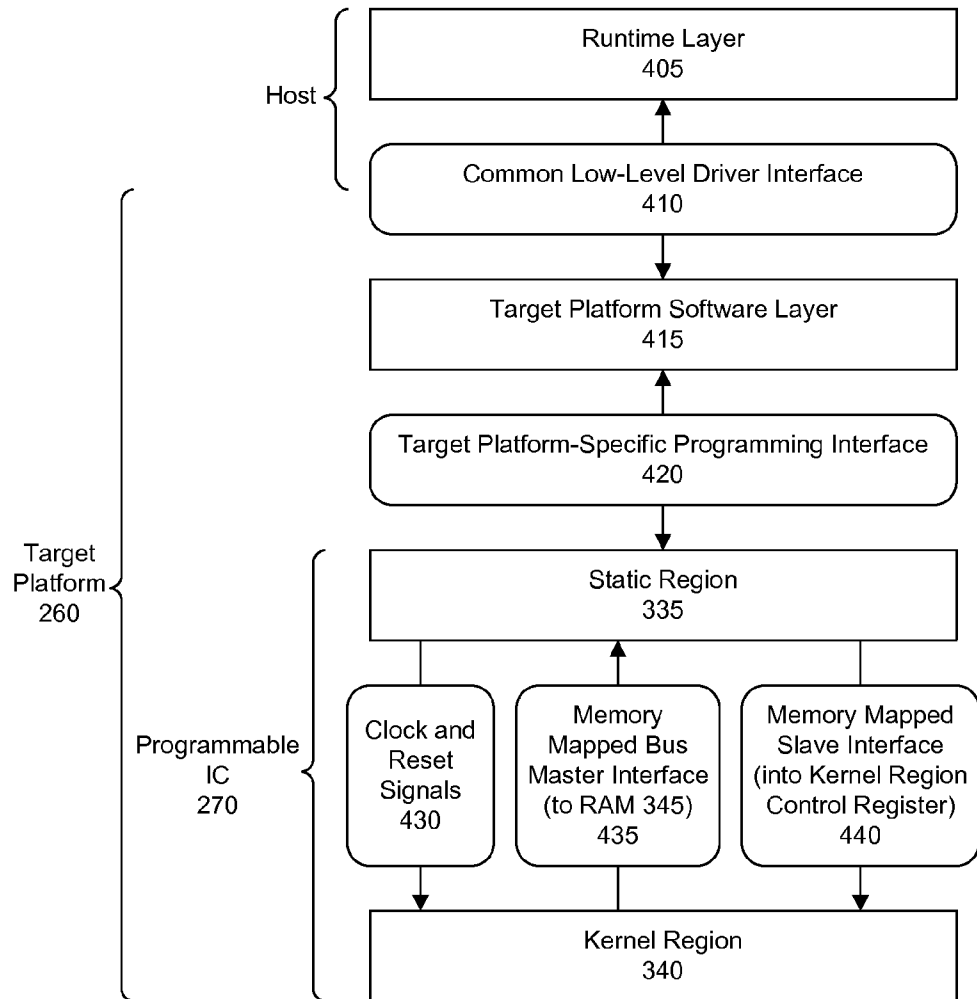 Runtime Layer
405
Host
Common Low-Level Driver Interface
410
Target Platform Software Layer
415
Target Platform-Specific Programming Interface
420
Target
Platform
260
Static Region
335
Programmable
IC
270
Clock and
Reset
Signals
430
Memory
Mapped Bus
Master Interface
(to RAM 345)
435
Memory Mapped
Slave Interface
(into Kernel Region
Control Register)
440
Kernel Region
340